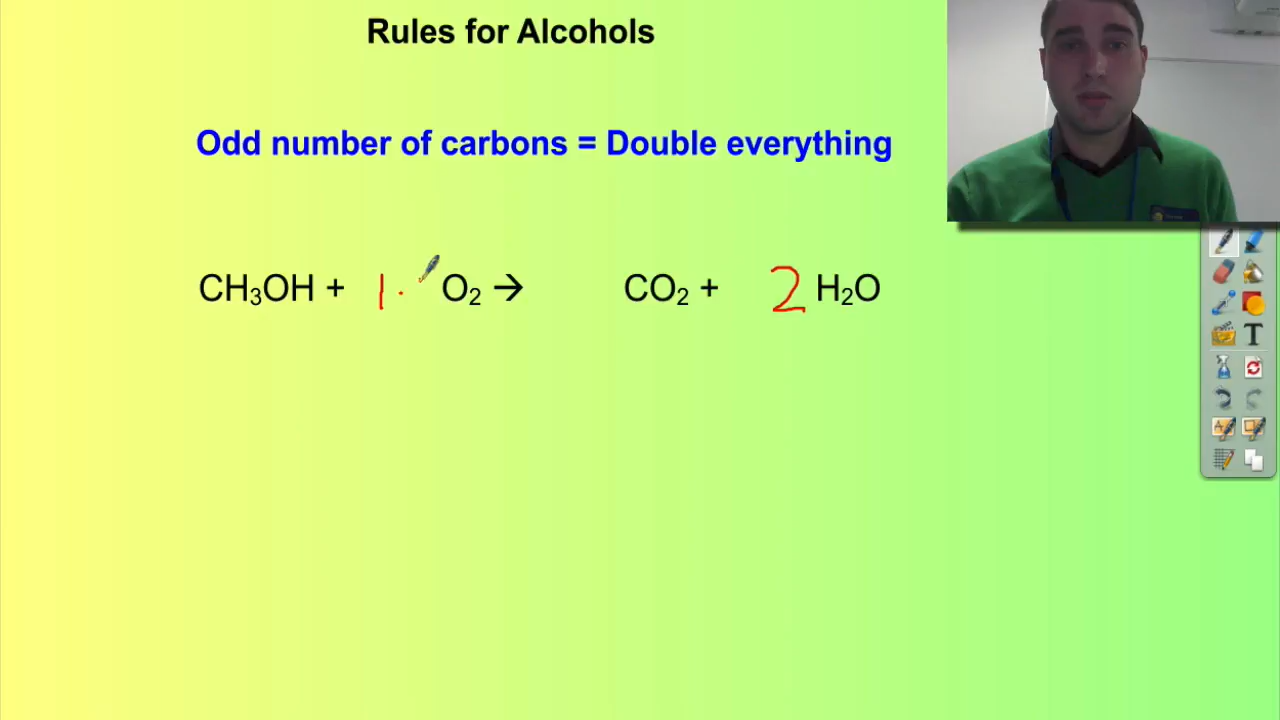 Rules for Alcohols
Odd number of carbons = Double everything
CH₃OH + 1. O₂ → CO₂ + 2 H₂O